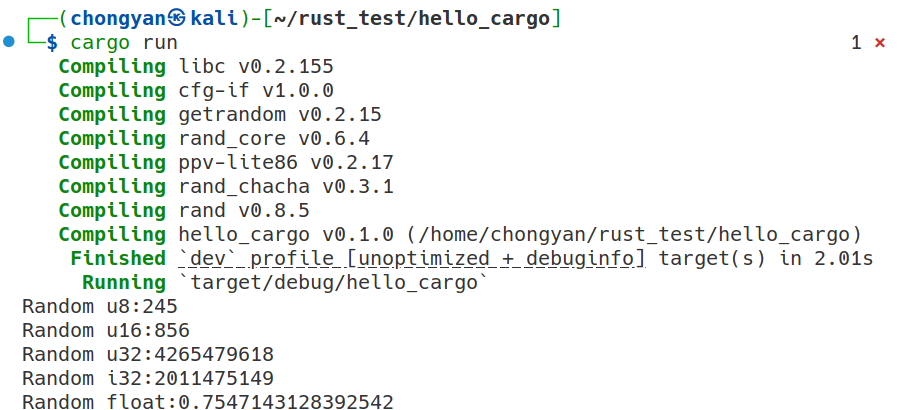 ┌──(chongyan㉿kali)-[~/rust_test/hello_cargo]
└─$ cargo run 1 ×
Compiling libc v0.2.155
Compiling cfg-if v1.0.0
Compiling getrandom v0.2.15
Compiling rand_core v0.6.4
Compiling ppv-lite86 v0.2.17
Compiling rand_chacha v0.3.1
Compiling rand v0.8.5
Compiling hello_cargo v0.1.0 (/home/chongyan/rust_test/hello_cargo)
Finished `dev` profile [unoptimized + debuginfo] target(s) in 2.01s
Running `target/debug/hello_cargo`
Random u8:245
Random u16:856
Random u32:4265479618
Random i32:2011475149
Random float:0.7547143128392542